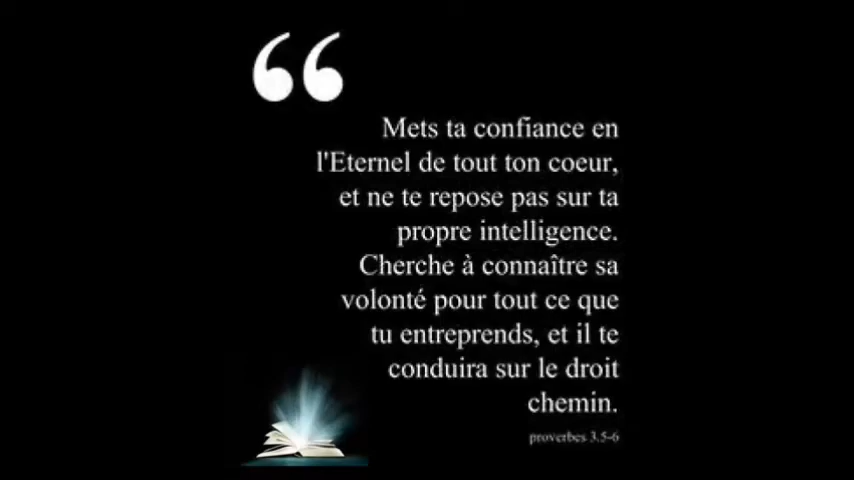 “
Mets ta confiance en
l'Eternel de tout ton coeur,
et ne te repose pas sur ta
propre intelligence.
Cherche à connaître sa
volonté pour tout ce que
tu entreprends, et il te
conduira sur le droit
chemin.
proverbes 3.5-6